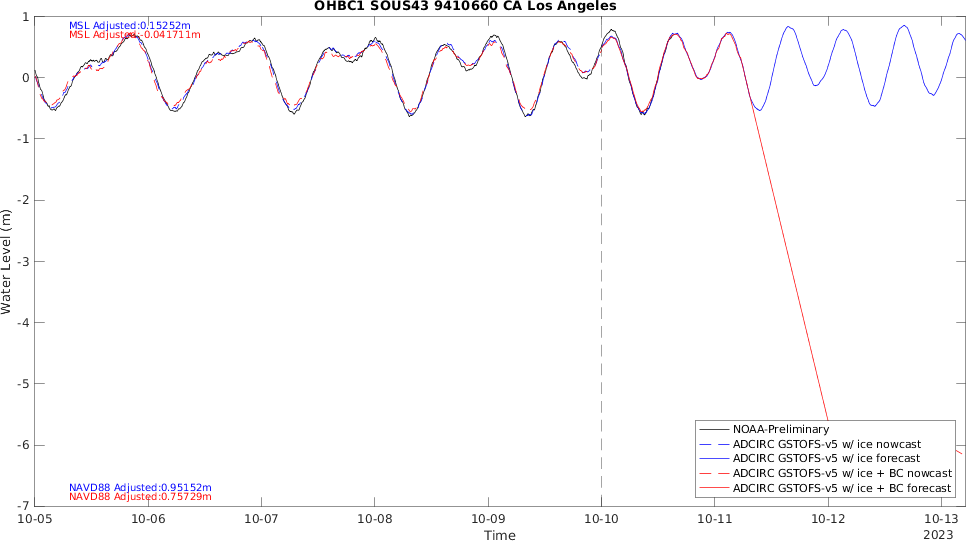 OHBC1 SOUS43 9410660 CA Los Angeles
MSL Adjusted:0.15252m
MSL Adjusted:-0.041711m
1
0
-1
-2
-3
-4
-5
-6
-7
Water Level (m)
NOAA-Preliminary
ADCIRC GSTOFS-v5 w/ ice nowcast
ADCIRC GSTOFS-v5 w/ ice forecast
ADCIRC GSTOFS-v5 w/ ice + BC nowcast
ADCIRC GSTOFS-v5 w/ ice + BC forecast
NAVD88 Adjusted:0.95152m
NAVD88 Adjusted:0.75729m
10-05 10-06 10-07 10-08 10-09 10-10 10-11 10-12 10-13
Time
2023